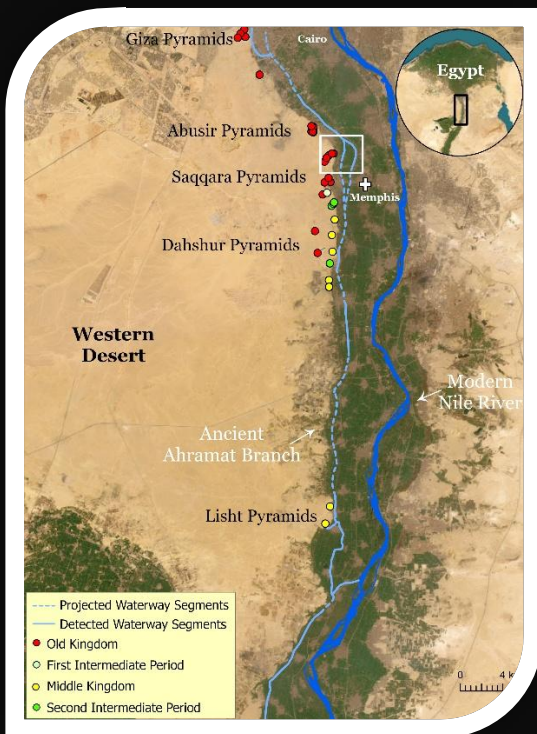 Giza Pyramids
Cairo
Egypt
Abusir Pyramids
Saqqara Pyramids
Memphis
Dahshur Pyramids
Western
Desert
Modern
Nile River
Ancient
Ahramat Branch
Lisht Pyramids
Projected Waterway Segments
Detected Waterway Segments
Old Kingdom
First Intermediate Period
Middle Kingdom
Second Intermediate Period
0 4 k